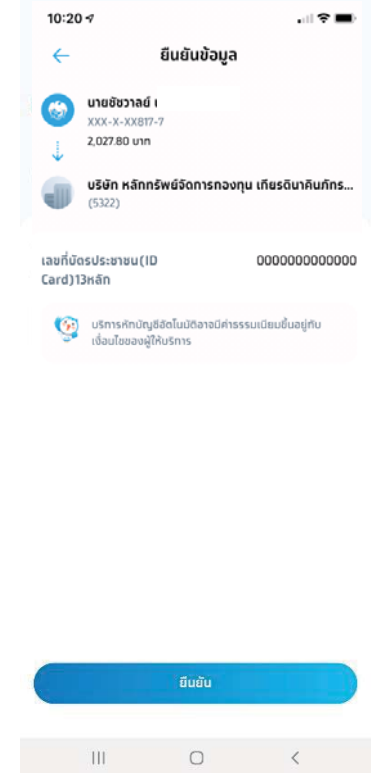 10:20
ยืนยันข้อมูล
นายชัชวาลย์
XXX-X-XX817-7
2,027.80 บาท
บริษัท หลักทรัพย์จัดการกองทุน เกียรตินาคินภัทร...
(5322)
เลขที่บัตรประชาชน(ID 0000000000000
Card)13หลัก
บริการหักบัญชีอัตโนมัติอาจมีค่าธรรมเนียมขึ้นอยู่กับ
เงื่อนไขของผู้ให้บริการ
ยืนยัน